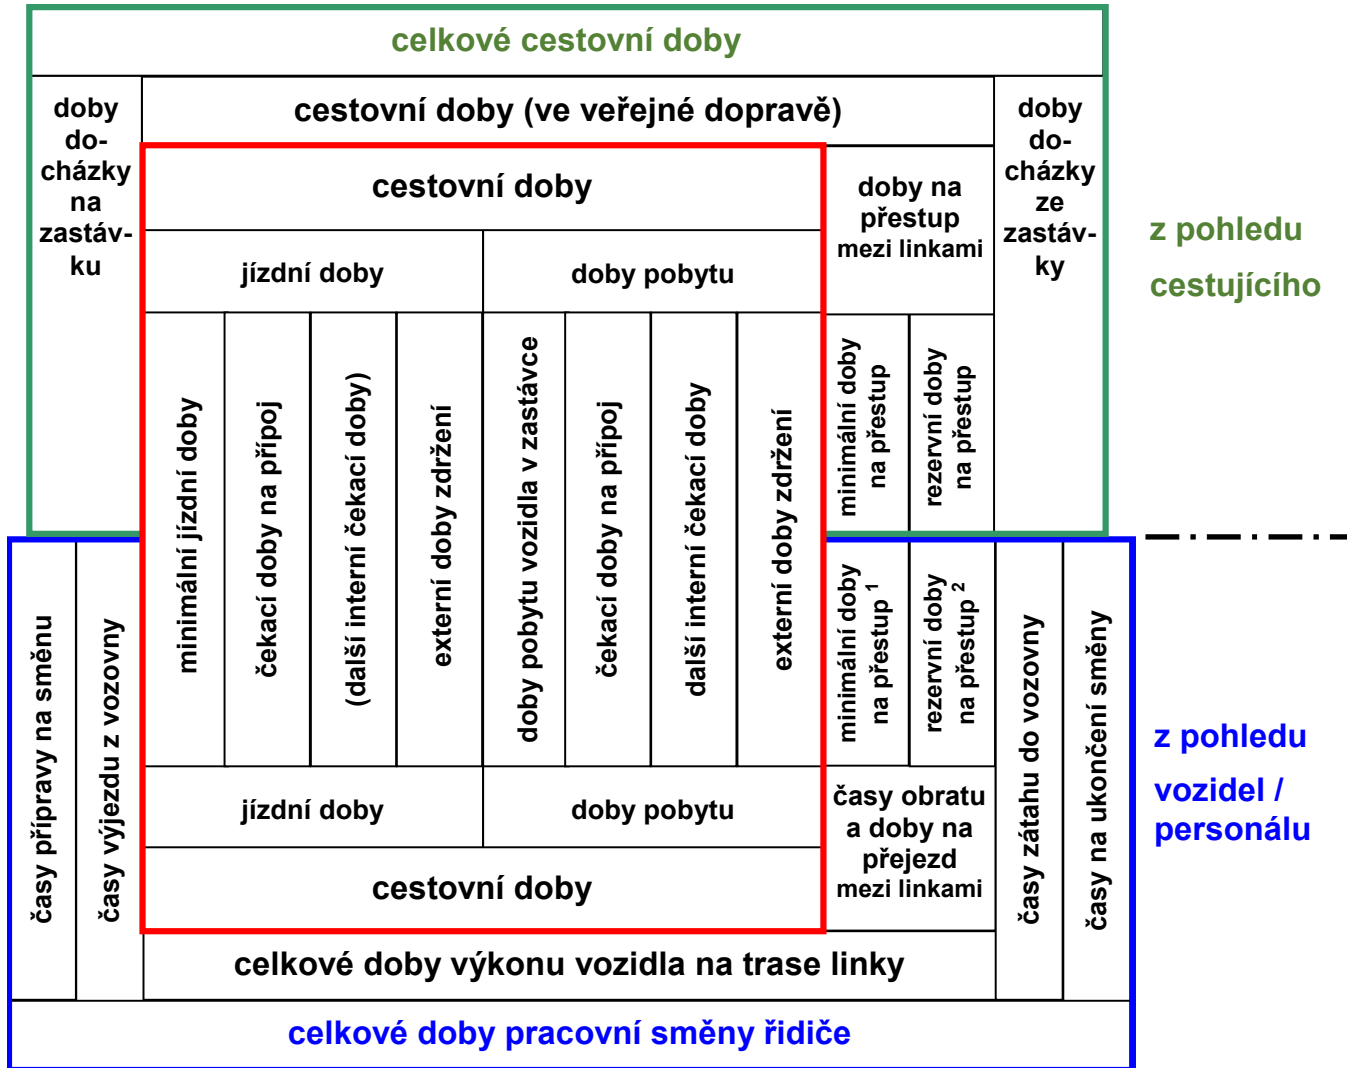 celkové cestovní doby
doby
do-
cházky
na
zastáv-
ku
cestovní doby (ve veřejné dopravě)
doby
do-
cházky
ze
zastáv-
ky
cestovní doby
doby na
přestup
mezi linkami
jízdní doby
doby pobytu
z pohledu
cestujícího
minimální jízdní doby
čekací doby na přípoj
(další interní čekací doby)
externí doby zdržení
doby pobytu vozidla v zastávce
čekací doby na přípoj
další interní čekací doby
externí doby zdržení
minimální doby
na přestup
rezervní doby
na přestup
časy přípravy na směnu
časy výjezdu z vozovny
minimální doby
na přestup 1
rezervní doby
na přestup 2
časy zátahu do vozovny
časy na ukončení směny
z pohledu
vozidel /
personálu
jízdní doby
doby pobytu
časy obratu
a doby na
přejezd
mezi linkami
cestovní doby
celkové doby výkonu vozidla na trase linky
celkové doby pracovní směny řidiče